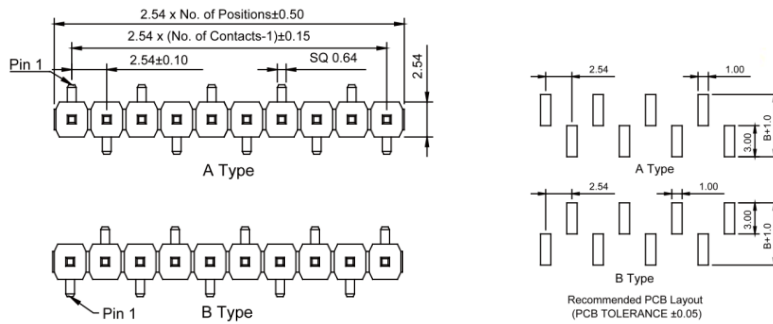 2.54 x No. of Positions±0.50
2.54 x (No. of Contacts-1)±0.15
2.54±0.10
SQ 0.64
2.54
Pin 1
A Type
Pin 1
B Type
2.54
1.00
3.00
B+1.0
A Type
2.54
1.00
3.00
B+1.0
B Type
Recommended PCB Layout
(PCB TOLERANCE ±0.05)